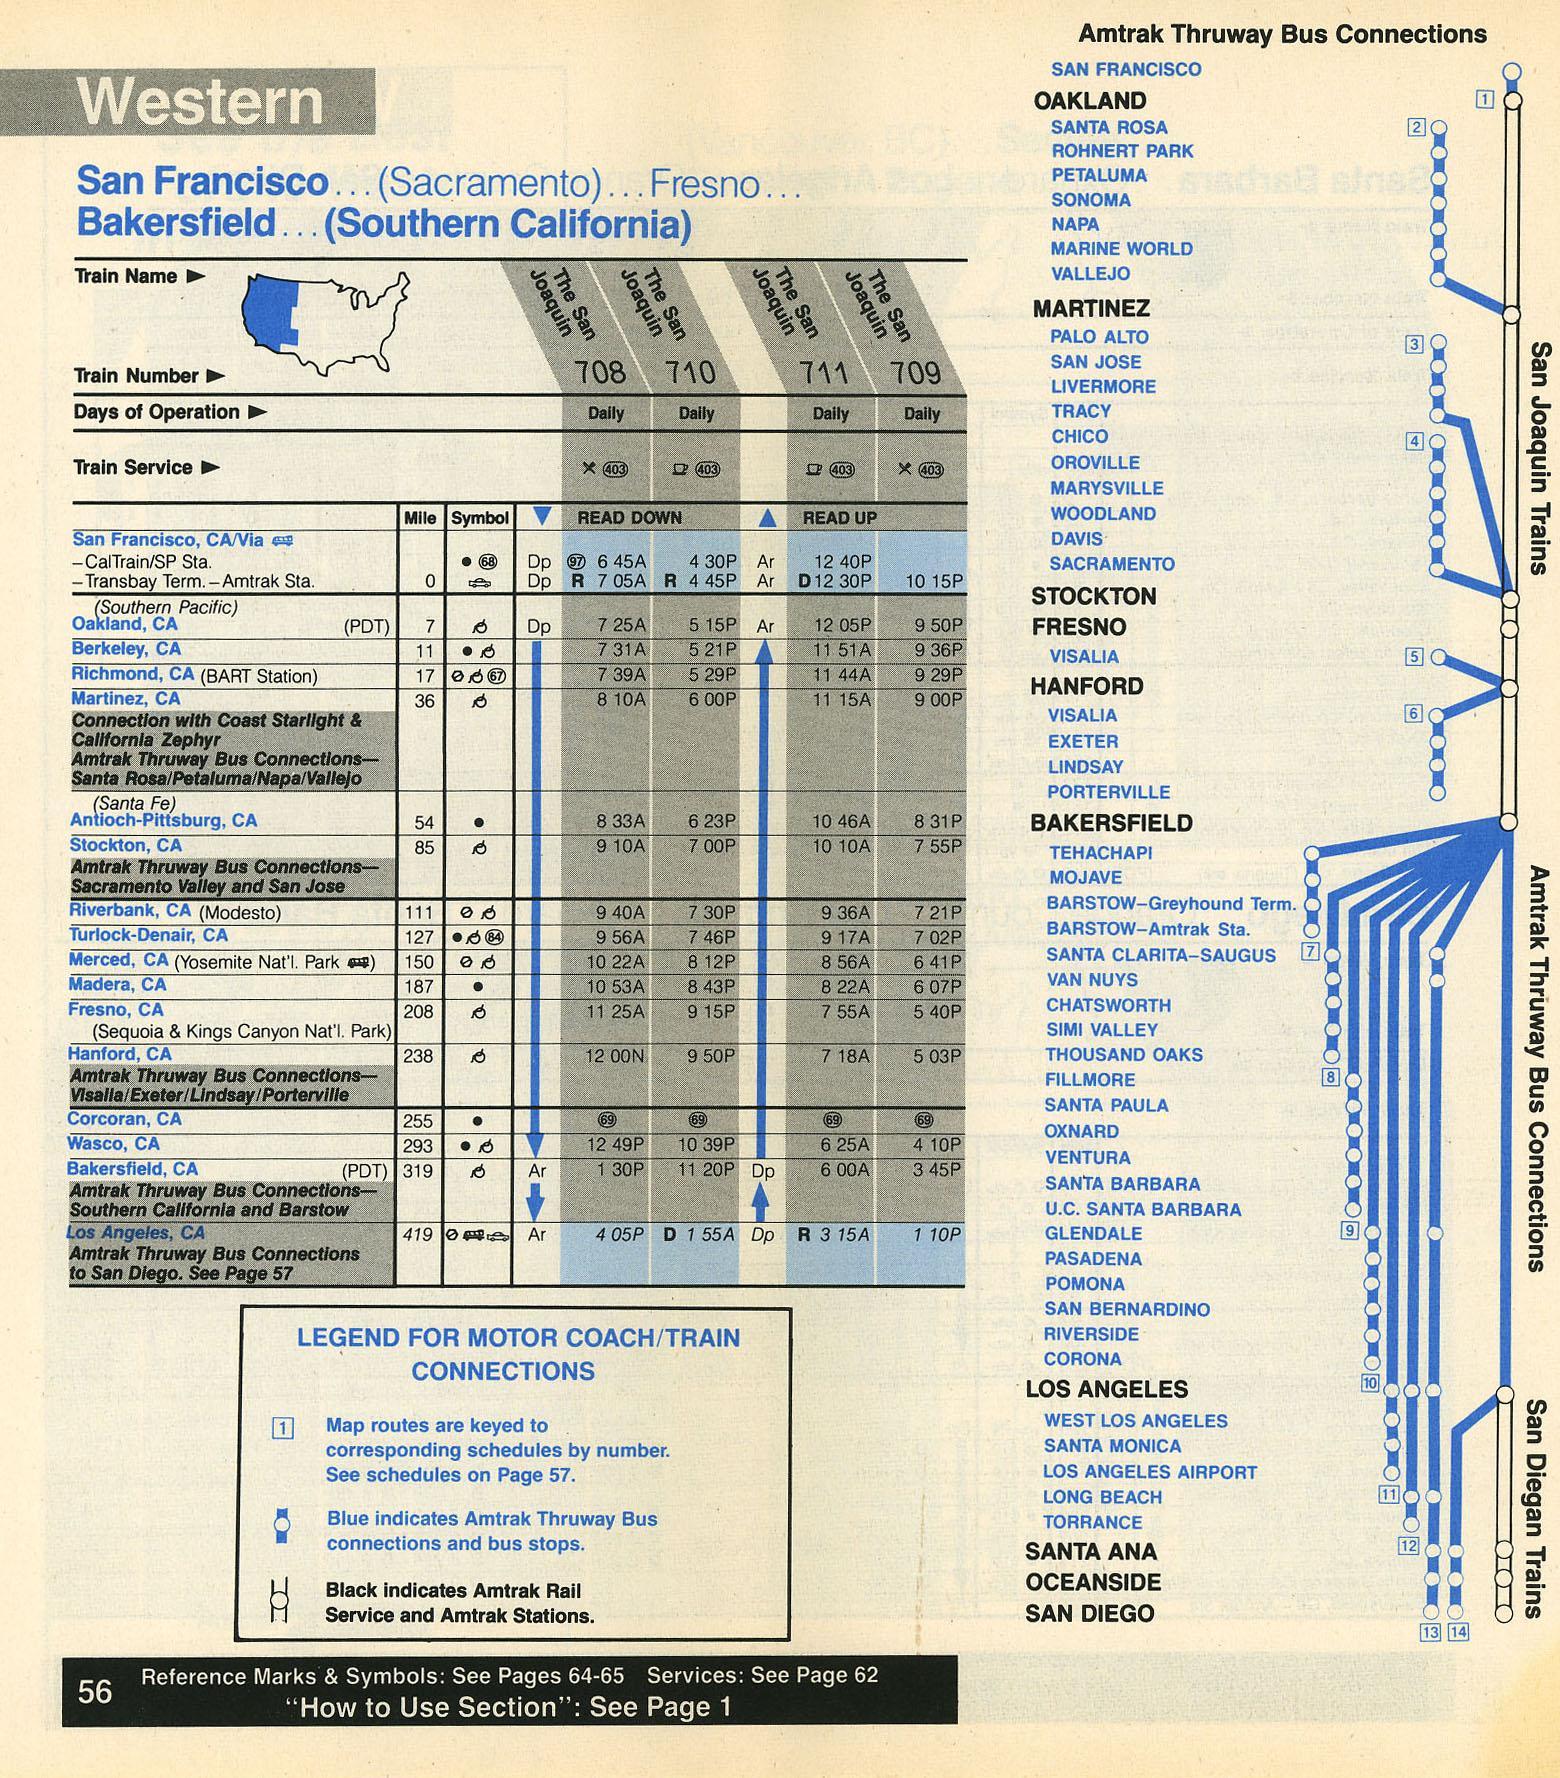 Western
San Francisco...(Sacramento)...Fresno...
Bakersfield...(Southern California)
Train Name ►
The San Joaquin The San Joaquin The San Joaquin The San Joaquin
Train Number ► 708 710 711 709
Days of Operation ► Daily Daily Daily Daily
Train Service ► 403 403 403 403
Mile Symbol ▼ READ DOWN ▲ READ UP
San Francisco, CA/Via
–CalTrain/SP Sta. ● 68 Dp 97 6 45A 4 30P Ar 12 40P
–Transbay Term.–Amtrak Sta. 0 Dp R 7 05A R 4 45P Ar D 12 30P 10 15P
(Southern Pacific)
Oakland, CA (PDT) 7 Dp 7 25A 5 15P Ar 12 05P 9 50P
Berkeley, CA 11 ● 7 31A 5 21P 11 51A 9 36P
Richmond, CA (BART Station) 17 67 7 39A 5 29P 11 44A 9 29P
Martinez, CA 36 8 10A 6 00P 11 15A 9 00P
Connection with Coast Starlight &
California Zephyr
Amtrak Thruway Bus Connections—
Santa Rosa/Petaluma/Napa/Vallejo
(Santa Fe)
Antioch-Pittsburg, CA 54 ● 8 33A 6 23P 10 46A 8 31P
Stockton, CA 85 9 10A 7 00P 10 10A 7 55P
Amtrak Thruway Bus Connections—
Sacramento Valley and San Jose
Riverbank, CA (Modesto) 111 9 40A 7 30P 9 36A 7 21P
Turlock-Denair, CA 127 ● 84 9 56A 7 46P 9 17A 7 02P
Merced, CA (Yosemite Nat'l. Park) 150 10 22A 8 12P 8 56A 6 41P
Madera, CA 187 ● 10 53A 8 43P 8 22A 6 07P
Fresno, CA 208 11 25A 9 15P 7 55A 5 40P
(Sequoia & Kings Canyon Nat'l. Park)
Hanford, CA 238 12 00N 9 50P 7 18A 5 03P
Amtrak Thruway Bus Connections—
Visalia/Exeter/Lindsay/Porterville
Corcoran, CA 255 ● 69 69 69 69
Wasco, CA 293 ● 12 49P 10 39P 6 25A 4 10P
Bakersfield, CA (PDT) 319 Ar 1 30P 11 20P Dp 6 00A 3 45P
Amtrak Thruway Bus Connections—
Southern California and Barstow
Los Angeles, CA 419 Ar 4 05P D 1 55A Dp R 3 15A 1 10P
Amtrak Thruway Bus Connections
to San Diego. See Page 57
LEGEND FOR MOTOR COACH/TRAIN
CONNECTIONS
1 Map routes are keyed to
corresponding schedules by number.
See schedules on Page 57.
Blue indicates Amtrak Thruway Bus
connections and bus stops.
Black indicates Amtrak Rail
Service and Amtrak Stations.
56 Reference Marks & Symbols: See Pages 64-65 Services: See Page 62
"How to Use Section": See Page 1
Amtrak Thruway Bus Connections
SAN FRANCISCO
OAKLAND 1
SANTA ROSA 2
ROHNERT PARK
PETALUMA
SONOMA
NAPA
MARINE WORLD
VALLEJO
MARTINEZ
PALO ALTO 3
SAN JOSE
LIVERMORE
TRACY
CHICO 4
OROVILLE
MARYSVILLE
WOODLAND
DAVIS
SACRAMENTO
STOCKTON
FRESNO
VISALIA 5
HANFORD
VISALIA 6
EXETER
LINDSAY
PORTERVILLE
BAKERSFIELD
TEHACHAPI
MOJAVE
BARSTOW–Greyhound Term.
BARSTOW–Amtrak Sta.
SANTA CLARITA–SAUGUS 7
VAN NUYS
CHATSWORTH
SIMI VALLEY
THOUSAND OAKS
FILLMORE 8
SANTA PAULA
OXNARD
VENTURA
SANTA BARBARA
U.C. SANTA BARBARA
GLENDALE 9
PASADENA
POMONA
SAN BERNARDINO
RIVERSIDE
CORONA
LOS ANGELES 10
WEST LOS ANGELES
SANTA MONICA
LOS ANGELES AIRPORT
LONG BEACH 11
TORRANCE
SANTA ANA 12
OCEANSIDE
SAN DIEGO
13 14
San Joaquin Trains
Amtrak Thruway Bus Connections
San Diegan Trains